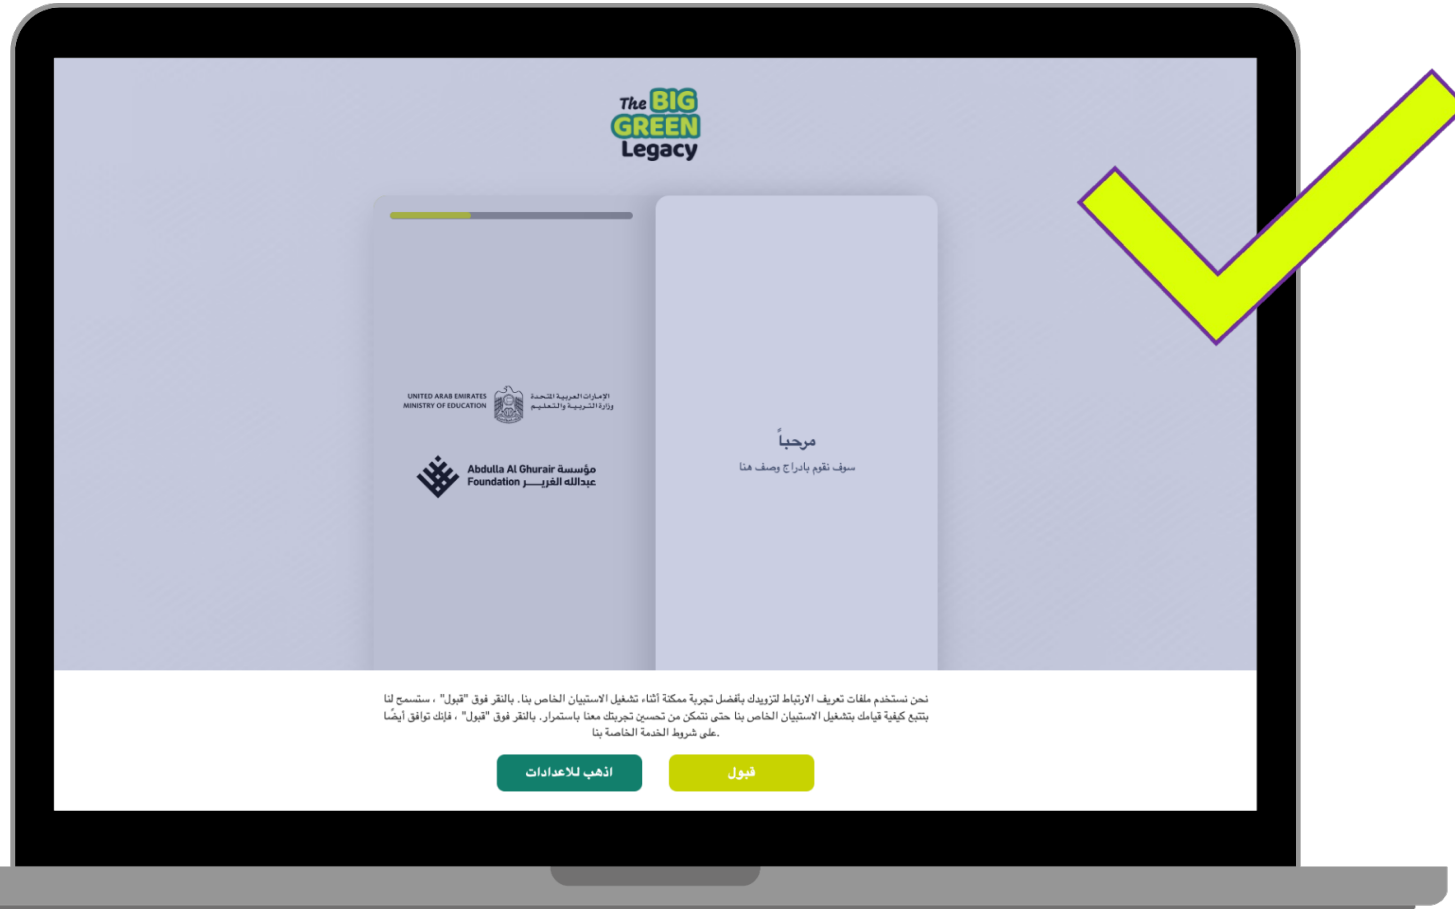 The BIG
GREEN
Legacy
UNITED ARAB EMIRATES
MINISTRY OF EDUCATION
الإمارات العربية المتحدة
وزارة التربية والتعليم
Abdulla Al Ghurair
Foundation
مؤسسة
عبدالله الغرير
مرحباً
سوف نقوم بادراج وصف هنا
نحن نستخدم ملفات تعريف الارتباط لتزويدك بأفضل تجربة ممكنة أثناء تشغيل الاستبيان الخاص بنا. بالنقر فوق "قبول" ، ستسمح لنا
بتتبع كيفية قيامك بتشغيل الاستبيان الخاص بنا حتى نتمكن من تحسين تجربتك معنا باستمرار. بالنقر فوق "قبول" ، فإنك توافق أيضًا
.على شروط الخدمة الخاصة بنا
قبول
اذهب للاعدادات